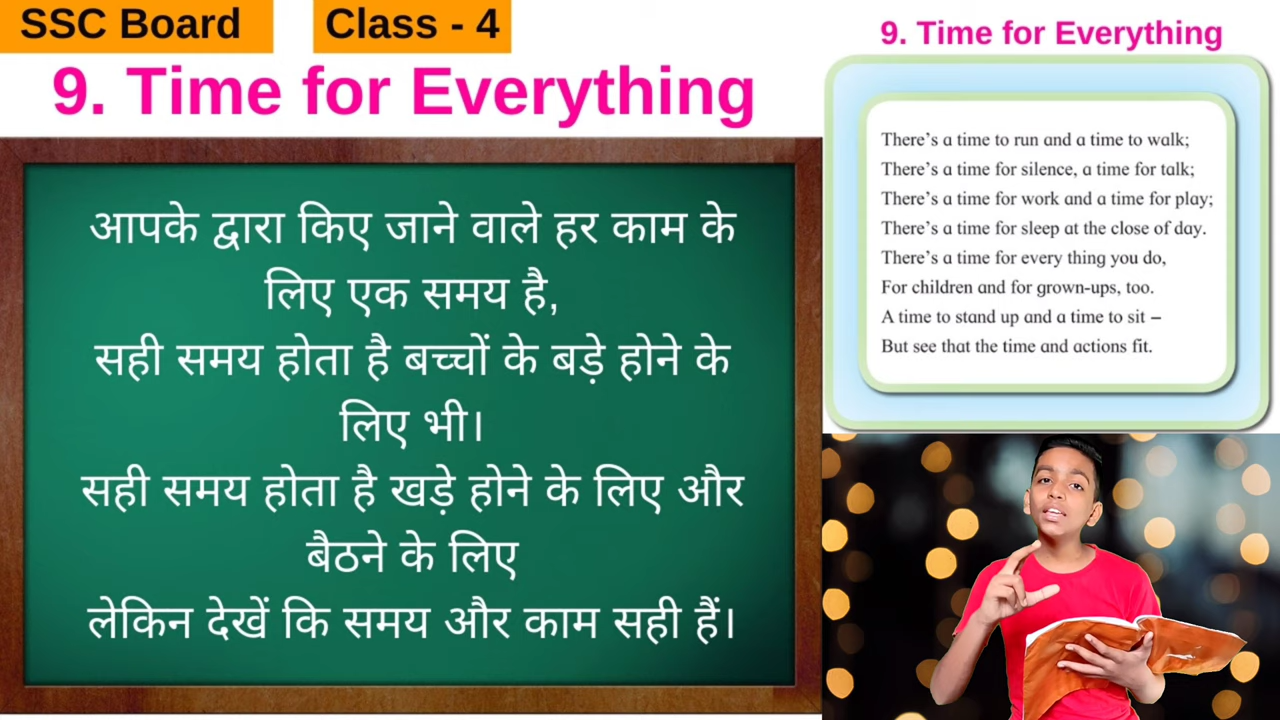 SSC Board
Class - 4
9. Time for Everything
आपके द्वारा किए जाने वाले हर काम के
लिए एक समय है,
सही समय होता है बच्चों के बड़े होने के
लिए भी।
सही समय होता है खड़े होने के लिए और
बैठने के लिए
लेकिन देखें कि समय और काम सही हैं।
9. Time for Everything
There's a time to run and a time to walk;
There's a time for silence, a time for talk;
There's a time for work and a time for play;
There's a time for sleep at the close of day.
There's a time for every thing you do,
For children and for grown-ups, too.
A time to stand up and a time to sit –
But see that the time and actions fit.